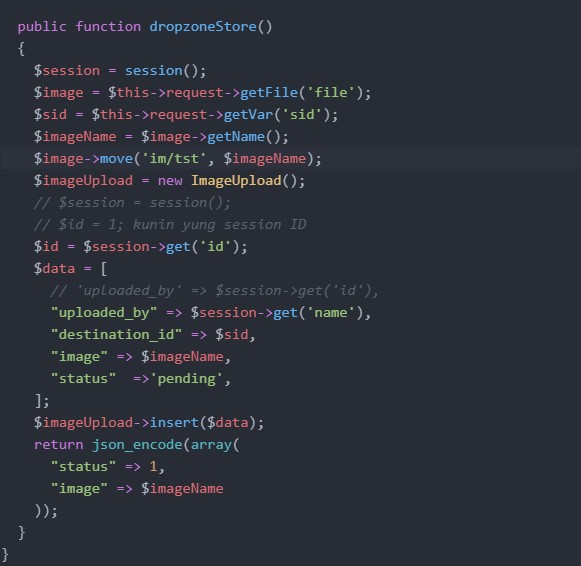 public function dropzoneStore()
{
$session = session();
$image = $this->request->getFile('file');
$sid = $this->request->getVar('sid');
$imageName = $image->getName();
$image->move('im/tst', $imageName);
$imageUpload = new ImageUpload();
// $session = session();
// $id = 1; kunin yung session ID
$id = $session->get('id');
$data = [
// 'uploaded_by' => $session->get('id'),
"uploaded_by" => $session->get('name'),
"destination_id" => $sid,
"image" => $imageName,
"status"  =>'pending',
];
$imageUpload->insert($data);
return json_encode(array(
"status" => 1,
"image" => $imageName
));
}
}